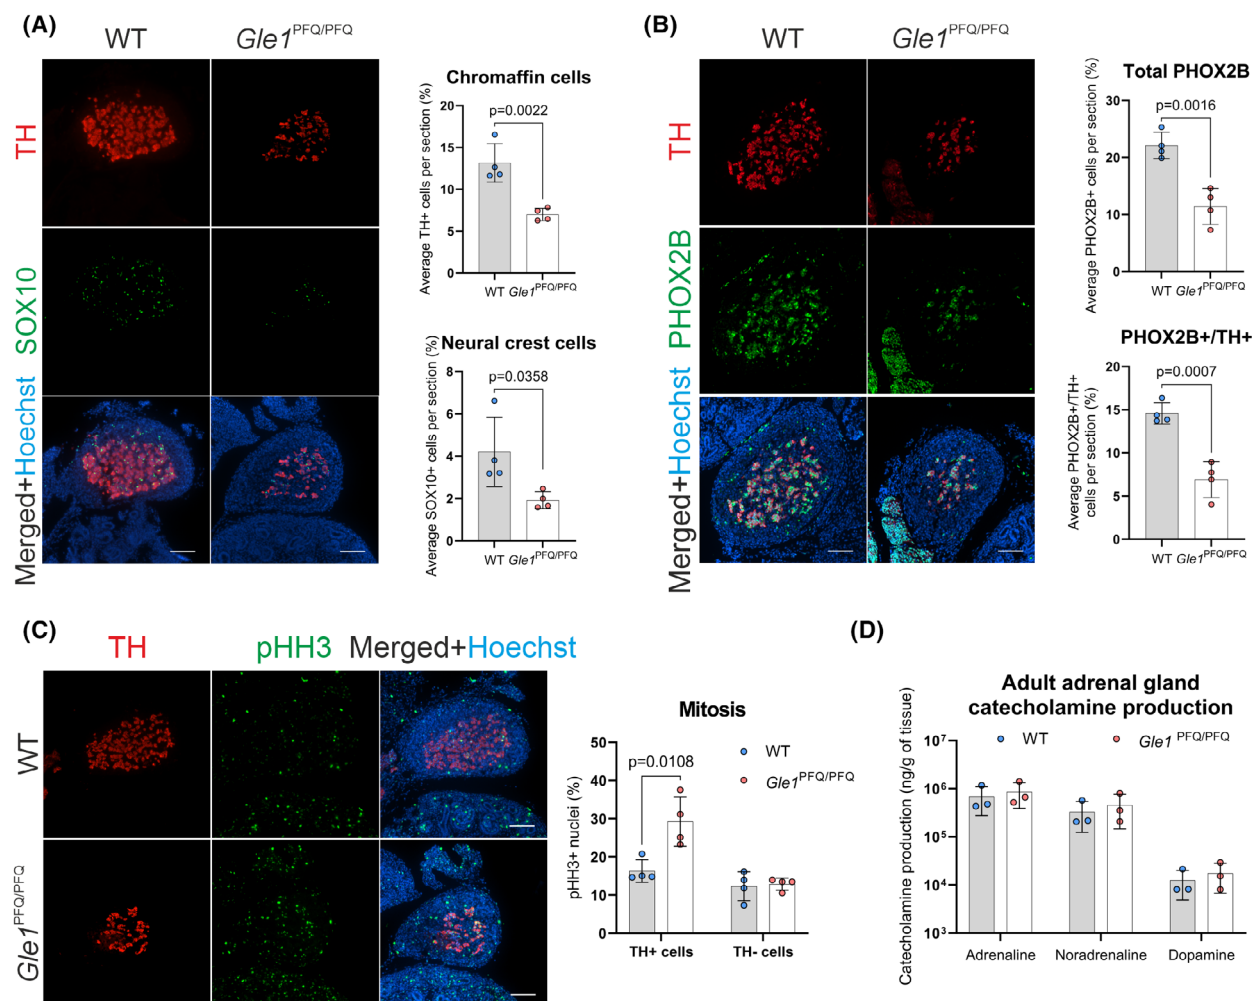 (A)
WT
Gle1PFQ/PFQ
TH
SOX10
Merged+Hoechst
Chromaffin cells
Average TH+ cells per section (%)
20
15
10
5
0
p=0.0022
WT Gle1PFQ/PFQ
Neural crest cells
Average SOX10+ cells per section (%)
8
6
4
2
0
p=0.0358
WT Gle1PFQ/PFQ
(B)
WT
Gle1PFQ/PFQ
TH
PHOX2B
Merged+Hoechst
Total PHOX2B
Average PHOX2B+ cells per section (%)
30
20
10
0
p=0.0016
WT Gle1PFQ/PFQ
PHOX2B+/TH+
Average PHOX2B+/TH+
cells per section (%)
20
15
10
5
0
p=0.0007
WT Gle1PFQ/PFQ
(C)
TH
pHH3
Merged+Hoechst
WT
Gle1PFQ/PFQ
Mitosis
pHH3+ nuclei (%)
50
40
30
20
10
0
p=0.0108
WT
Gle1PFQ/PFQ
TH+ cells
TH- cells
(D)
Adult adrenal gland
catecholamine production
Catecholamine production (ng/g of tissue)
10⁷
10⁶
10⁵
10⁴
10³
WT
Gle1 PFQ/PFQ
Adrenaline
Noradrenaline
Dopamine